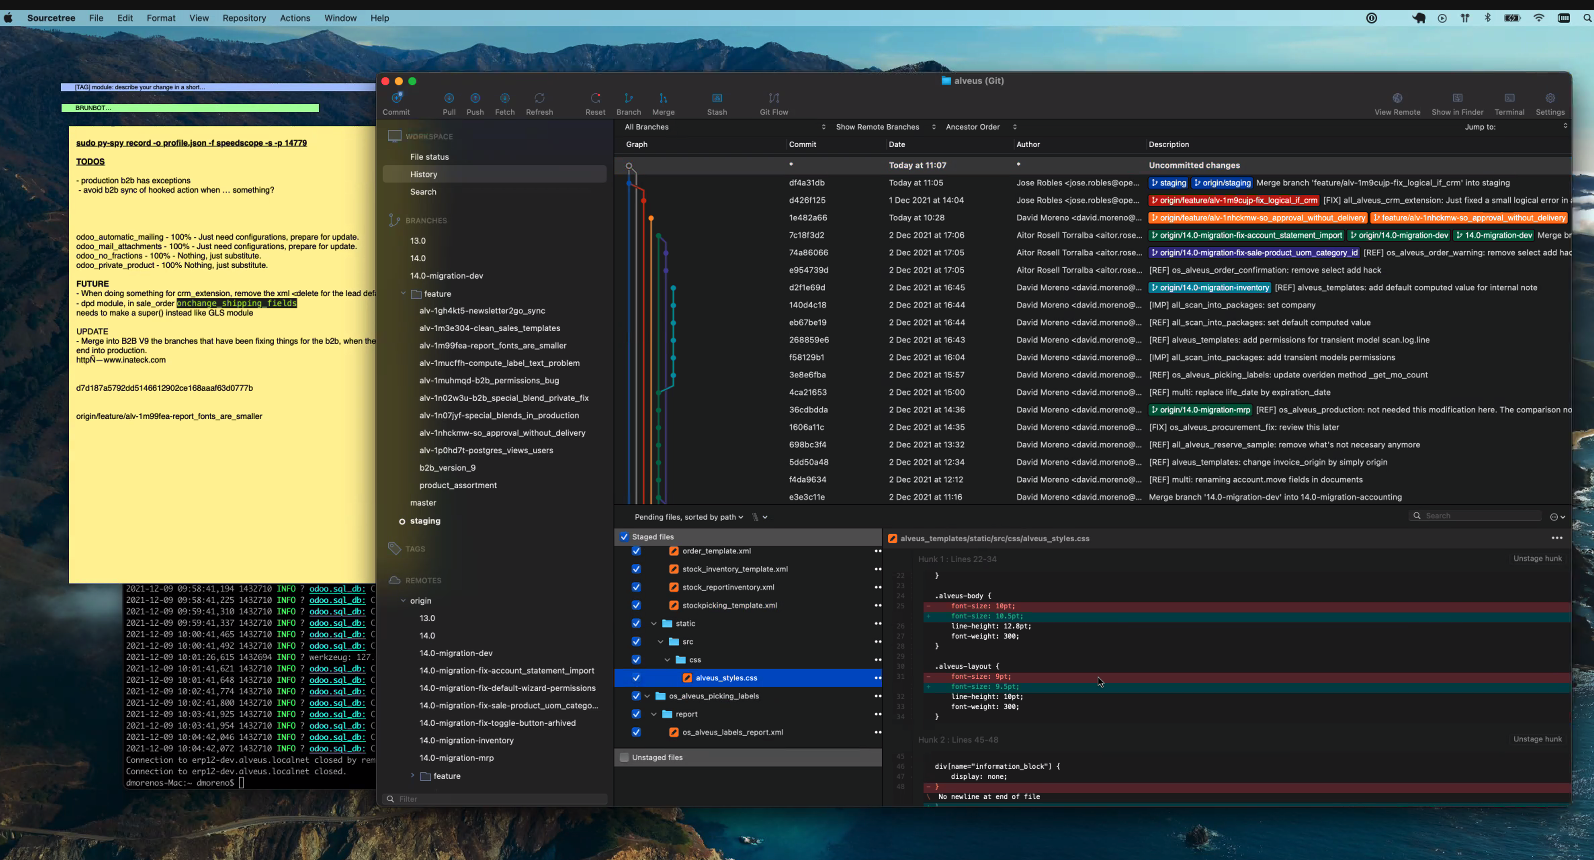 Sourcetree File Edit Format View Repository Actions Window Help
[TAG] module: describe your change in a short...
BRUNBOT...
sudo py-spy record -o profile.json -f speedscope -s -p 14779
TODOS
- production b2b has exceptions
- avoid b2b sync of hooked action when ... something?
odoo_automatic_mailing - 100% - Just need configurations, prepare for update.
odoo_mail_attachments - 100% - Just need configurations, prepare for update.
odoo_no_fractions - 100% - Nothing, just substitute.
odoo_private_product - 100% Nothing, just substitute.
FUTURE
- When doing something for crm_extension, remove the xml <delete for the lead defa
- dpd module, in sale_order onchange_shipping_fields
needs to make a super() instead like GLS module
UPDATE
- Merge into B2B V9 the branches that have been fixing things for the b2b, when the
end into production.
httpÑ—www.inateck.com
d7d187a5792dd5146612902ce168aaaf63d0777b
origin/feature/alv-1m99fea-report_fonts_are_smaller
2021-12-09 09:58:41,194 1432710 INFO ? odoo.sql_db: C
2021-12-09 09:58:41,225 1432710 INFO ? odoo.sql_db: C
2021-12-09 09:59:41,310 1432710 INFO ? odoo.sql_db: C
2021-12-09 09:59:41,337 1432710 INFO ? odoo.sql_db: C
2021-12-09 10:00:41,465 1432710 INFO ? odoo.sql_db: C
2021-12-09 10:00:41,492 1432710 INFO ? odoo.sql_db: C
2021-12-09 10:01:26,615 1432694 INFO ? werkzeug: 127.
2021-12-09 10:01:41,621 1432710 INFO ? odoo.sql_db: C
2021-12-09 10:01:41,648 1432710 INFO ? odoo.sql_db: C
2021-12-09 10:02:41,774 1432710 INFO ? odoo.sql_db: C
2021-12-09 10:02:41,800 1432710 INFO ? odoo.sql_db: C
2021-12-09 10:03:41,925 1432710 INFO ? odoo.sql_db: C
2021-12-09 10:03:41,954 1432710 INFO ? odoo.sql_db: C
2021-12-09 10:04:42,046 1432710 INFO ? odoo.sql_db: C
2021-12-09 10:04:42,072 1432710 INFO ? odoo.sql_db: C
Connection to erp12-dev.alveus.localnet closed by rem
Connection to erp12-dev.alveus.localnet closed.
dmorenos-Mac:~ dmoreno$
alveus (Git)
Commit Pull Push Fetch Refresh Reset Branch Merge Stash Git Flow View Remote Show in Finder Terminal Settings
WORKSPACE
File status
History
Search
BRANCHES
13.0
14.0
14.0-migration-dev
feature
alv-1gh4kt5-newsletter2go_sync
alv-1m3e304-clean_sales_templates
alv-1m99fea-report_fonts_are_smaller
alv-1mucffh-compute_label_text_problem
alv-1muhmqd-b2b_permissions_bug
alv-1n02w3u-b2b_special_blend_private_fix
alv-1n07jyf-special_blends_in_production
alv-1nhckmw-so_approval_without_delivery
alv-1p0hd7t-postgres_views_users
b2b_version_9
product_assortment
master
staging
TAGS
REMOTES
origin
13.0
14.0
14.0-migration-dev
14.0-migration-fix-account_statement_import
14.0-migration-fix-default-wizard-permissions
14.0-migration-fix-sale-product_uom_catego...
14.0-migration-fix-toggle-button-arhived
14.0-migration-inventory
14.0-migration-mrp
feature
Filter
All Branches Show Remote Branches Ancestor Order Jump to:
Graph Commit Date Author Description
* Today at 11:07 * Uncommitted changes
df4a31db Today at 11:05 Jose Robles <jose.robles@ope... staging origin/staging Merge branch 'feature/alv-1m9cujp-fix_logical_if_crm' into staging
d426f125 1 Dec 2021 at 14:04 Jose Robles <jose.robles@ope... origin/feature/alv-1m9cujp-fix_logical_if_crm [FIX] all_alveus_crm_extension: Just fixed a small logical error in a
1e482a66 Today at 10:28 David Moreno <david.moreno@... origin/feature/alv-1nhckmw-so_approval_without_delivery feature/alv-1nhckmw-so_approval_without_delivery
7c18f3d2 2 Dec 2021 at 17:06 Aitor Rosell Torralba <aitor.rose... origin/14.0-migration-fix-account_statement_import origin/14.0-migration-dev 14.0-migration-dev Merge br
74a86066 2 Dec 2021 at 17:05 Aitor Rosell Torralba <aitor.rose... origin/14.0-migration-fix-sale-product_uom_category_id [REF] os_alveus_order_warning: remove select add hac
e954739d 2 Dec 2021 at 17:05 Aitor Rosell Torralba <aitor.rose... [REF] os_alveus_order_confirmation: remove select add hack
d2f1e69d 2 Dec 2021 at 16:45 David Moreno <david.moreno@... origin/14.0-migration-inventory [REF] alveus_templates: add default computed value for internal note
140d4c18 2 Dec 2021 at 16:44 David Moreno <david.moreno@... [IMP] all_scan_into_packages: set company
eb67be19 2 Dec 2021 at 16:44 David Moreno <david.moreno@... [REF] all_scan_into_packages: set default computed value
268859e6 2 Dec 2021 at 16:43 David Moreno <david.moreno@... [REF] alveus_templates: add permissions for transient model scan.log.line
f58129b1 2 Dec 2021 at 16:04 David Moreno <david.moreno@... [IMP] all_scan_into_packages: add transient models permissions
3e8e6fba 2 Dec 2021 at 15:57 David Moreno <david.moreno@... [REF] os_alveus_picking_labels: update overiden method _get_mo_count
4ca21653 2 Dec 2021 at 15:00 David Moreno <david.moreno@... [REF] multi: replace life_date by expiration_date
36cdbdda 2 Dec 2021 at 14:36 David Moreno <david.moreno@... origin/14.0-migration-mrp [REF] os_alveus_production: not needed this modification here. The comparison no
1606a11c 2 Dec 2021 at 14:35 David Moreno <david.moreno@... [FIX] os_alveus_procurement_fix: review this later
698bc3f4 2 Dec 2021 at 13:32 David Moreno <david.moreno@... [REF] all_alveus_reserve_sample: remove what's not necesary anymore
5dd50a48 2 Dec 2021 at 12:34 David Moreno <david.moreno@... [REF] alveus_templates: change invoice_origin by simply origin
f4da9634 2 Dec 2021 at 12:12 David Moreno <david.moreno@... [REF] multi: renaming account.move fields in documents
e3e3c11e 2 Dec 2021 at 11:16 David Moreno <david.moreno@... Merge branch '14.0-migration-dev' into 14.0-migration-accounting
Pending files, sorted by path Search
Staged files
order_template.xml
stock_inventory_template.xml
stock_reportinventory.xml
stockpicking_template.xml
static
src
css
alveus_styles.css
os_alveus_picking_labels
report
os_alveus_labels_report.xml
Unstaged files
alveus_templates/static/src/css/alveus_styles.css
Hunk 1 : Lines 22-34 Unstage hunk
22 }
23
24 .alveus-body {
25 - font-size: 10pt;
+ font-size: 10.5pt;
26 line-height: 12.8pt;
27 font-weight: 300;
28 }
29
30 .alveus-layout {
31 - font-size: 9pt;
+ font-size: 9.5pt;
32 line-height: 10pt;
33 font-weight: 300;
34 }
Hunk 2 : Lines 45-48 Unstage hunk
45
46 div[name="information_block"] {
47 display: none;
48 - }
\ No newline at end of file